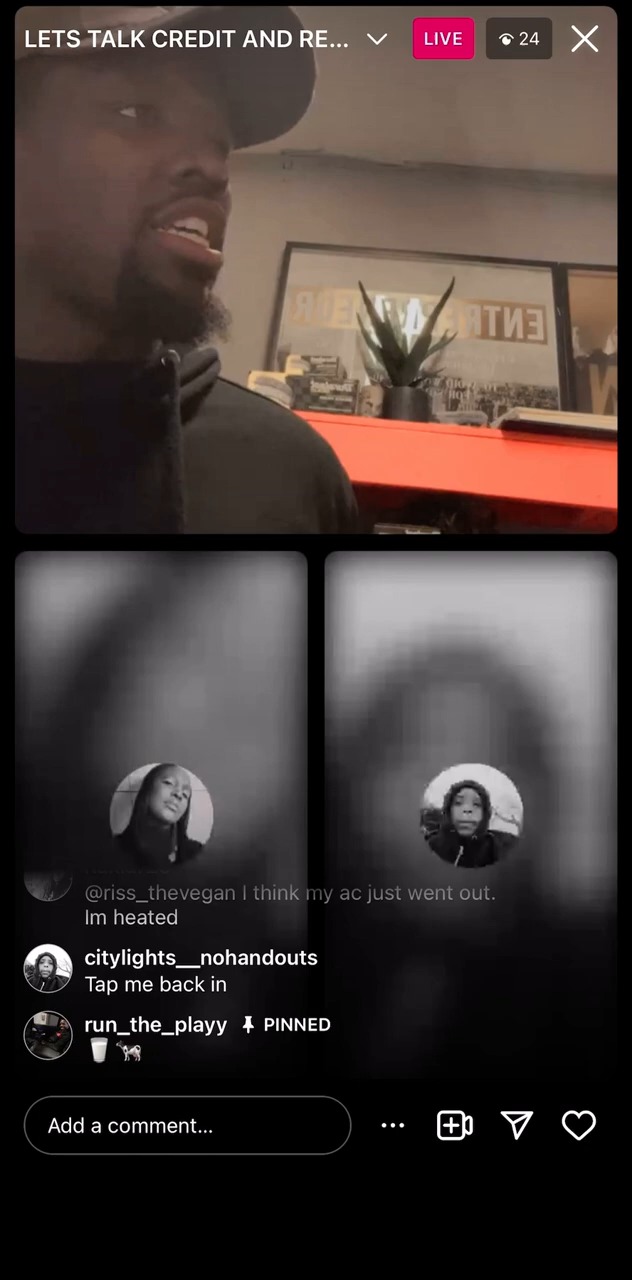 LETS TALK CREDIT AND RE...
LIVE
24
ENTREPRENEUR
@riss_thevegan I think my ac just went out.
Im heated
citylights__nohandouts
Tap me back in
run_the_playy PINNED
🥛🐄
Add a comment...